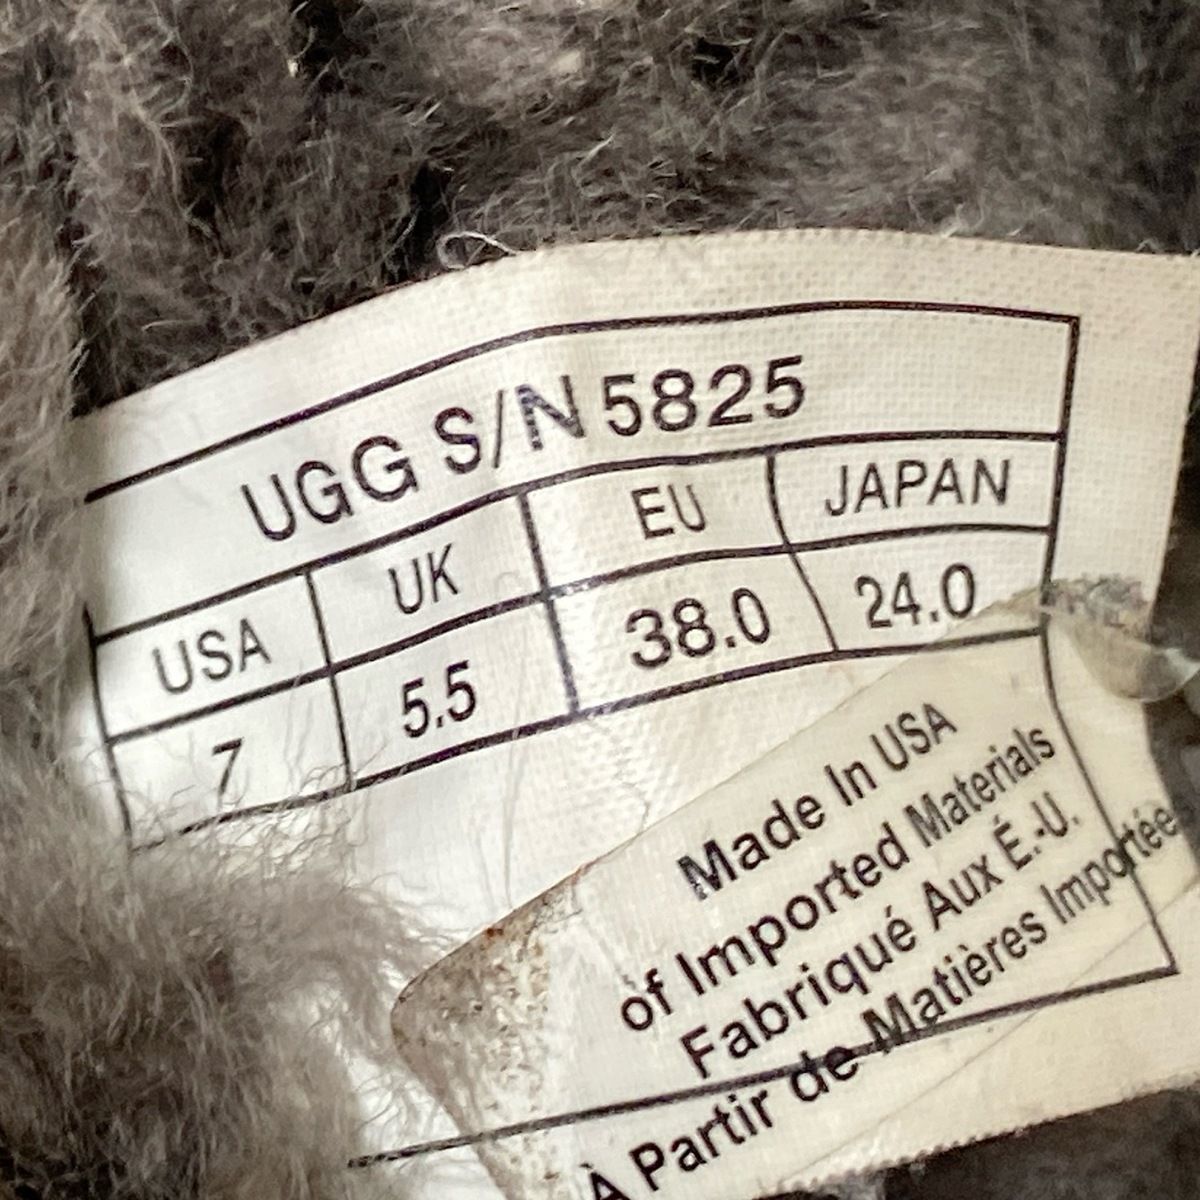 UGG S/N 5825
USA UK EU JAPAN
7 5.5 38.0 24.0
Made In USA
of Imported Materials
Fabriqué Aux É.-U.
À Partir de Matières Importée